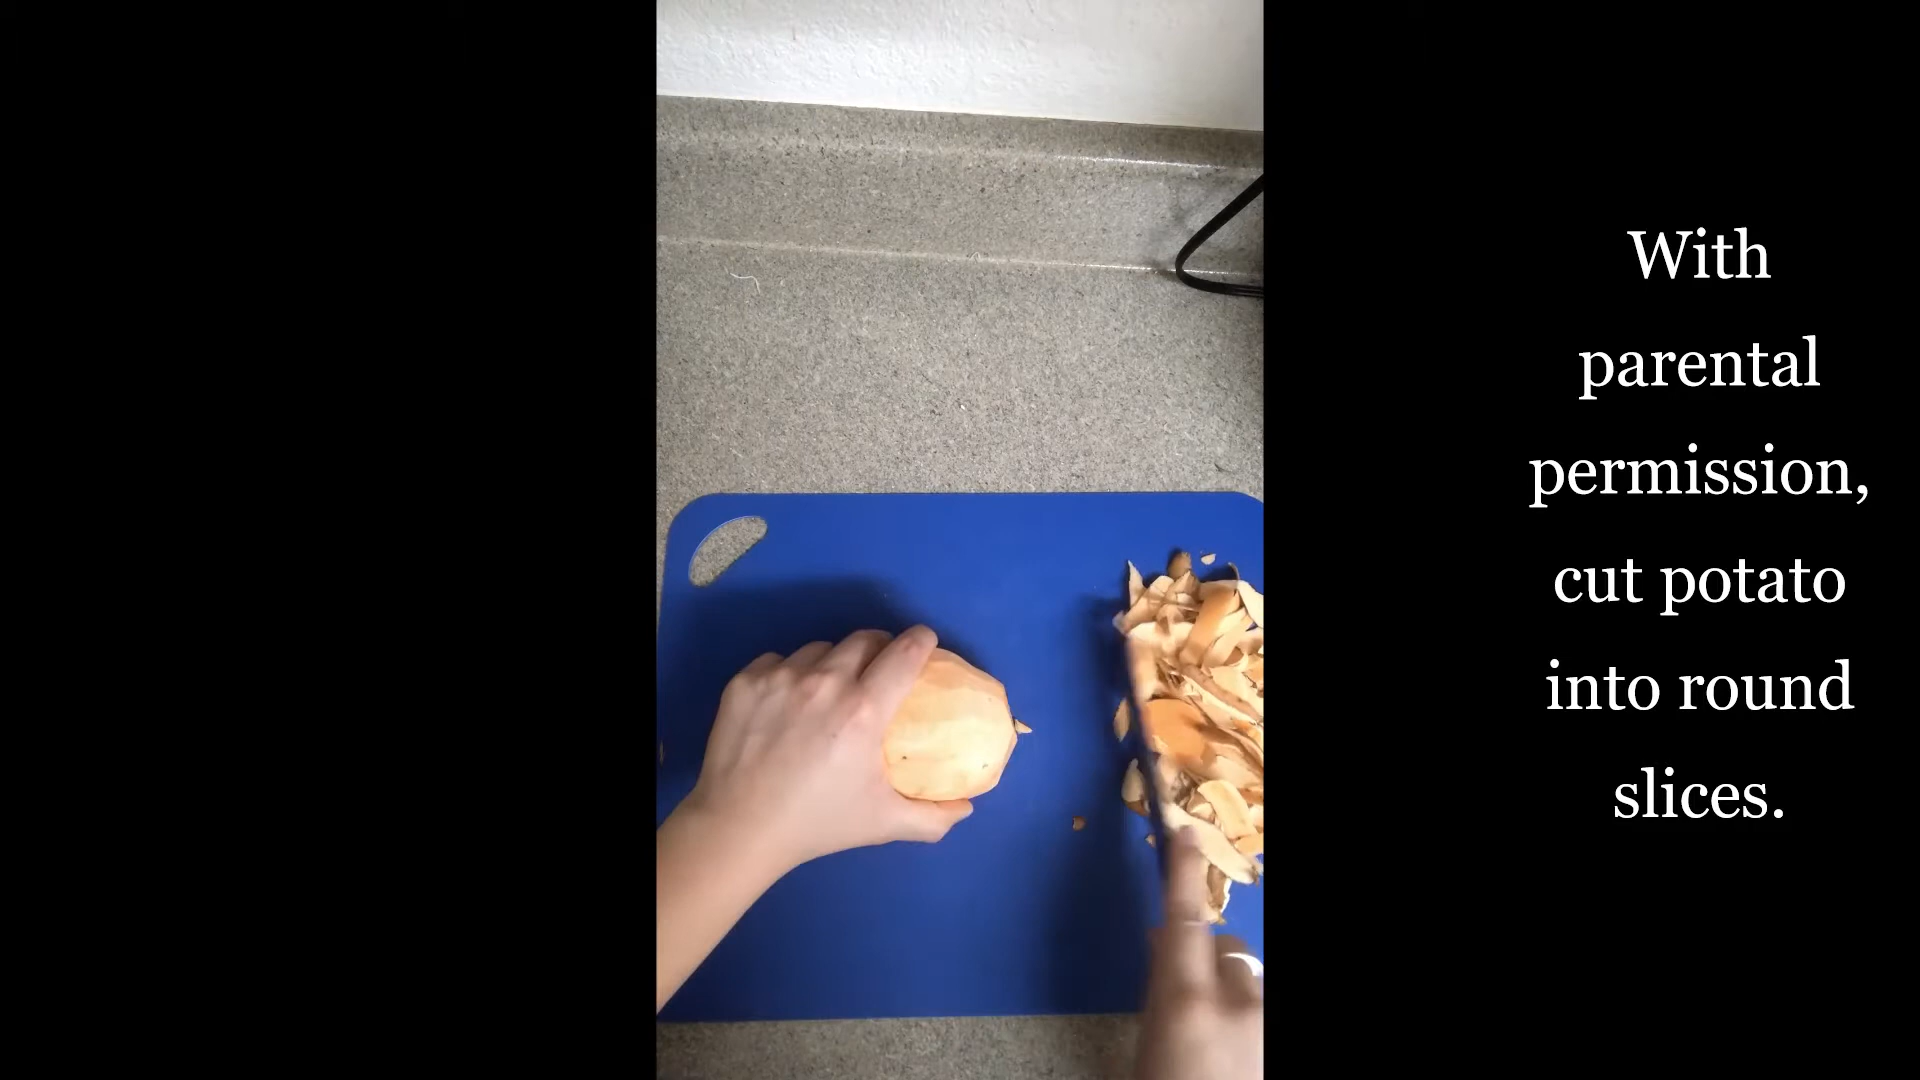 With
parental
permission,
cut potato
into round
slices.